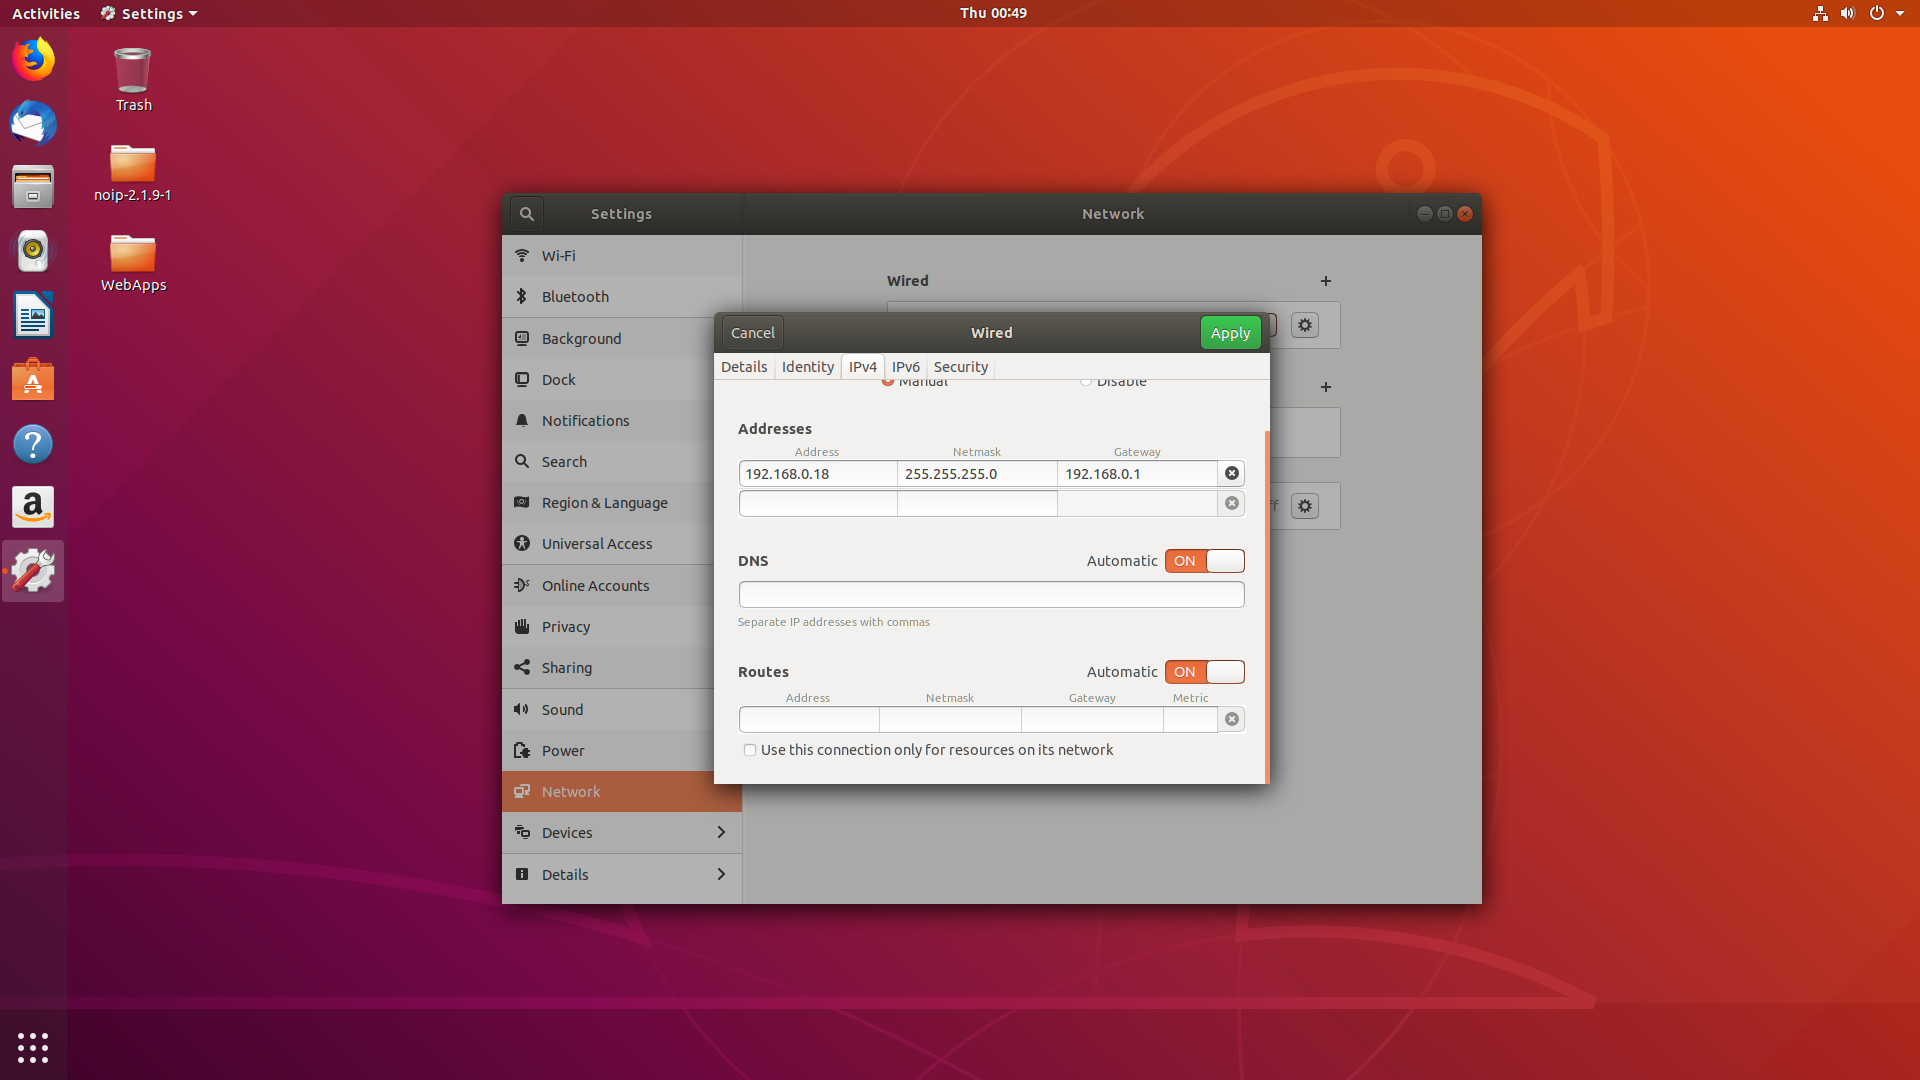 Activities Settings Thu 00:49
Trash
noip-2.1.9-1
WebApps
Settings Network
Wi-Fi
Bluetooth
Background
Dock
Notifications
Search
Region & Language
Universal Access
Online Accounts
Privacy
Sharing
Sound
Power
Network
Devices
Details
Wired
Cancel Wired Apply
Details Identity IPv4 IPv6 Security
Manual Disable
Addresses
Address Netmask Gateway
192.168.0.18 255.255.255.0 192.168.0.1
DNS Automatic ON
Separate IP addresses with commas
Routes Automatic ON
Address Netmask Gateway Metric
Use this connection only for resources on its network